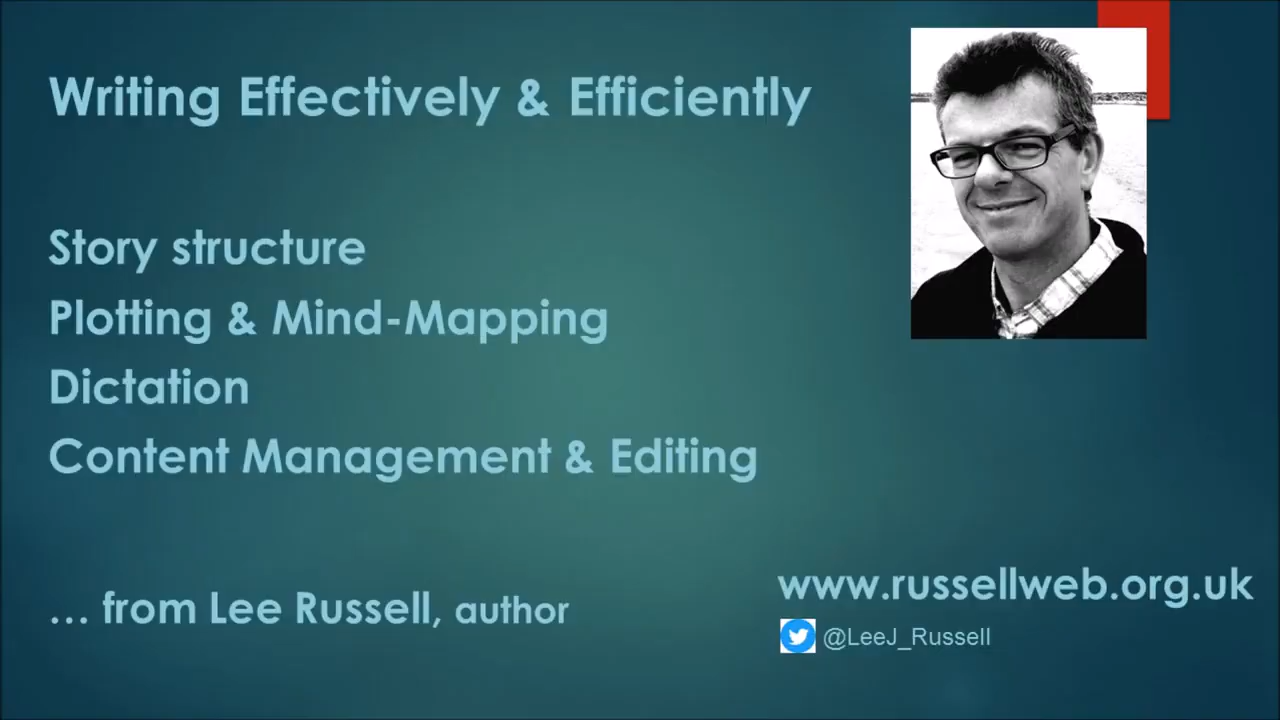 Writing Effectively & Efficiently
Story structure
Plotting & Mind-Mapping
Dictation
Content Management & Editing
... from Lee Russell, author
www.russellweb.org.uk
@LeeJ_Russell